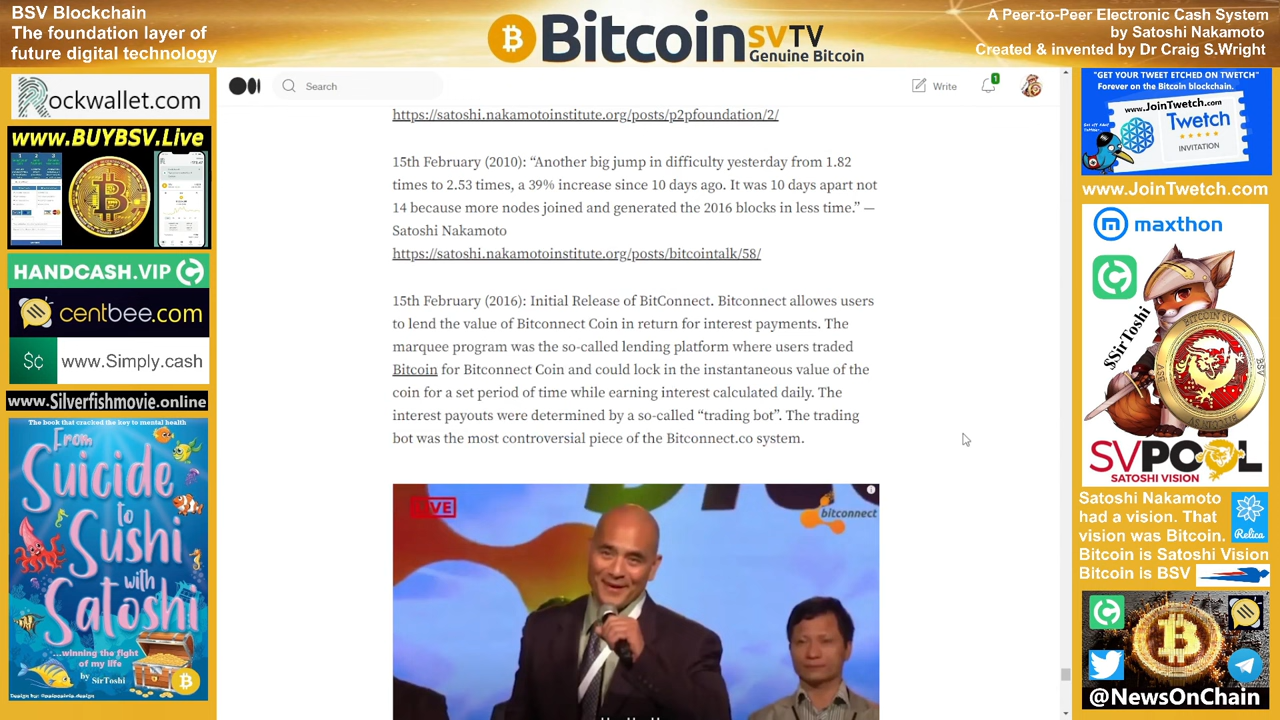 BSV Blockchain
The foundation layer of
future digital technology
Bitcoin SVTV
Genuine Bitcoin
A Peer-to-Peer Electronic Cash System
by Satoshi Nakamoto
Created & invented by Dr Craig S.Wright
Rockwallet.com
www.BUYBSV.Live
HANDCASH.VIP
centbee.com
$c www.Simply.cash
www.Silverfishmovie.online
The book that cracked the key to mental health
From
Suicide
to
Sushi
with
Satoshi
...winning the fight
of my life
by SirToshi
Search
Write
1
https://satoshi.nakamotoinstitute.org/posts/p2pfoundation/2/
15th February (2010): “Another big jump in difficulty yesterday from 1.82
times to 2.53 times, a 39% increase since 10 days ago. It was 10 days apart not
14 because more nodes joined and generated the 2016 blocks in less time.” —
Satoshi Nakamoto
https://satoshi.nakamotoinstitute.org/posts/bitcointalk/58/
15th February (2016): Initial Release of BitConnect. Bitconnect allowes users
to lend the value of Bitconnect Coin in return for interest payments. The
marquee program was the so-called lending platform where users traded
Bitcoin for Bitconnect Coin and could lock in the instantaneous value of the
coin for a set period of time while earning interest calculated daily. The
interest payouts were determined by a so-called “trading bot”. The trading
bot was the most controversial piece of the Bitconnect.co system.
LIVE
bitconnect
"GET YOUR TWEET ETCHED ON TWETCH"
Forever on the Bitcoin blockchain.
www.JoinTwetch.com
Twetch
INVITATION
www.JoinTwetch.com
maxthon
$SirToshi
BITCOIN SV
SVPOOL
SATOSHI VISION
Satoshi Nakamoto
had a vision. That
vision was Bitcoin.
Relica
Bitcoin is Satoshi Vision
Bitcoin is BSV
@NewsOnChain